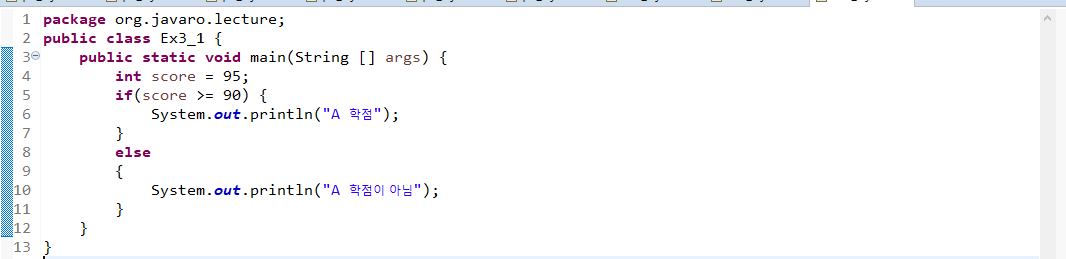 1 package org.javaro.lecture;
2 public class Ex3_1 {
3 public static void main(String [] args) {
4 int score = 95;
5 if(score >= 90) {
6 System.out.println("A 학점");
7 }
8 else
9 {
10 System.out.println("A 학점이 아님");
11 }
12 }
13 }